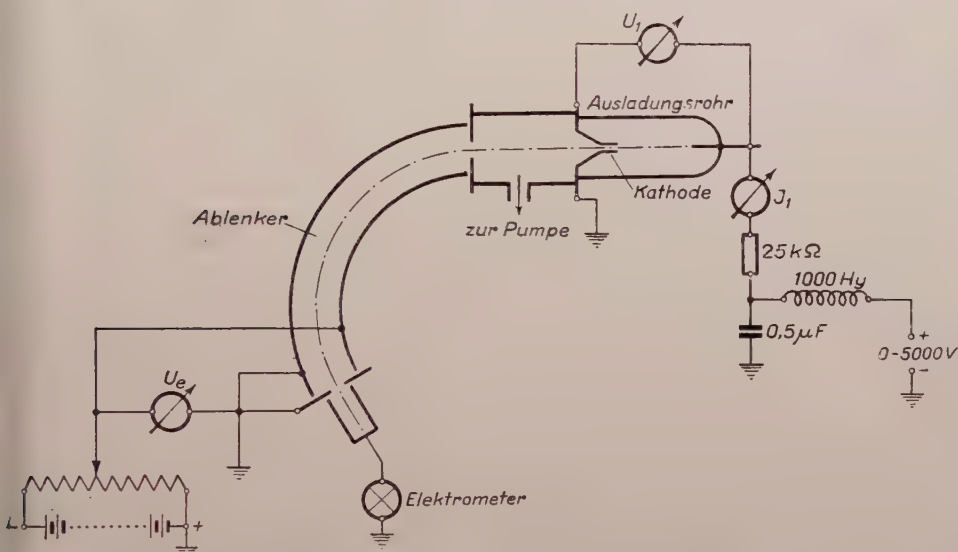 U₁
Ausladungsrohr
Kathode
J₁
Ablenker
zur Pumpe
25kΩ
1000 Hy
0,5μF
+
0-5000V
-
Uₑ
Elektrometer
+